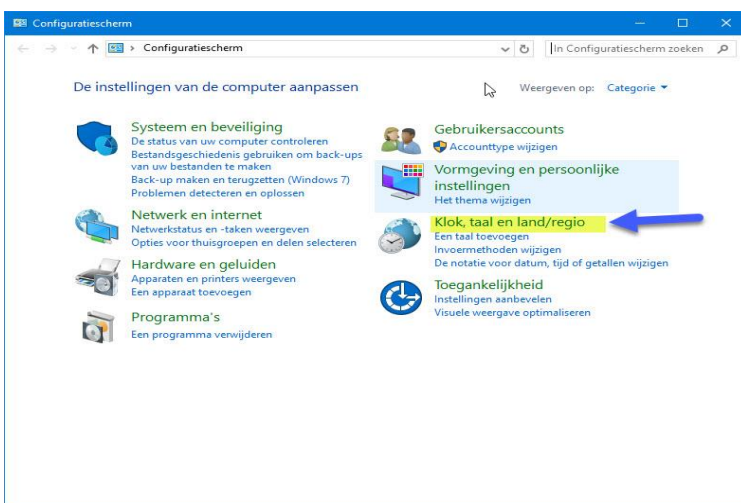 Configuratiescherm
Configuratiescherm
In Configuratiescherm zoeken
De instellingen van de computer aanpassen
Weergeven op: Categorie
Systeem en beveiliging
De status van uw computer controleren
Bestandsgeschiedenis gebruiken om back-ups
van uw bestanden te maken
Back-up maken en terugzetten (Windows 7)
Problemen detecteren en oplossen
Netwerk en internet
Netwerkstatus en -taken weergeven
Opties voor thuisgroepen en delen selecteren
Hardware en geluiden
Apparaten en printers weergeven
Een apparaat toevoegen
Programma's
Een programma verwijderen
Gebruikersaccounts
Accounttype wijzigen
Vormgeving en persoonlijke
instellingen
Het thema wijzigen
Klok, taal en land/regio
Een taal toevoegen
Invoermethoden wijzigen
De notatie voor datum, tijd of getallen wijzigen
Toegankelijkheid
Instellingen aanbevelen
Visuele weergave optimaliseren